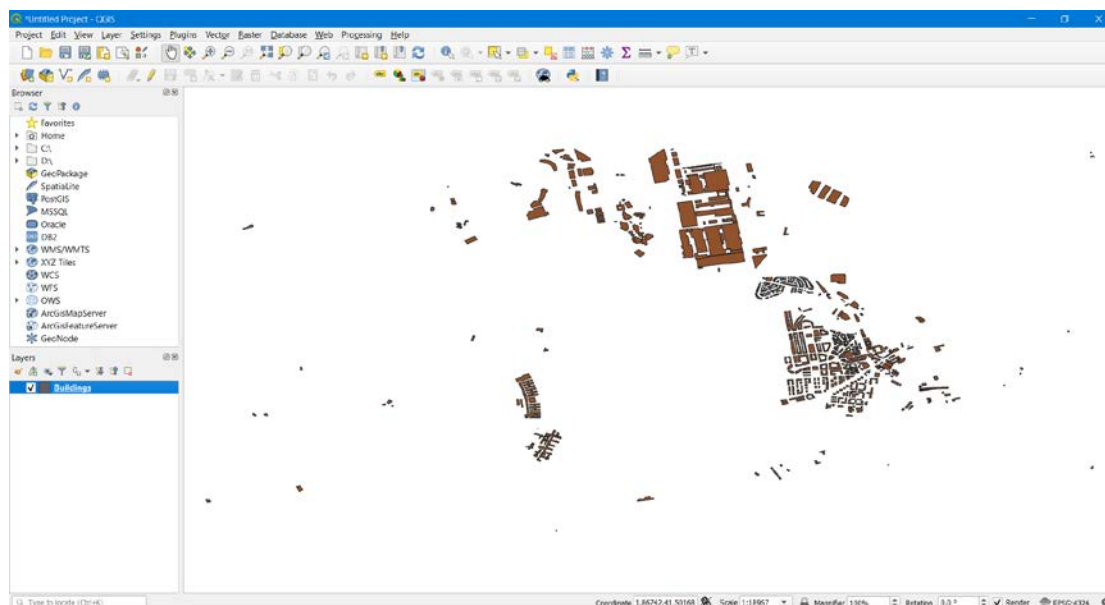 *Untitled Project - QGIS
Project Edit View Layer Settings Plugins Vector Raster Database Web Processing Help
Browser
Favorites
Home
C:\
D:\
GeoPackage
SpatiaLite
PostGIS
MSSQL
Oracle
DB2
WMS/WMTS
XYZ Tiles
WCS
WFS
OWS
ArcGisMapServer
ArcGisFeatureServer
GeoNode
Layers
Buildings
Type to locate (Ctrl+K)
Coordinate 1.86742,41.50168 Scale 1:18967 Magnifier 100% Rotation 0.0 ° Render EPSG:4326